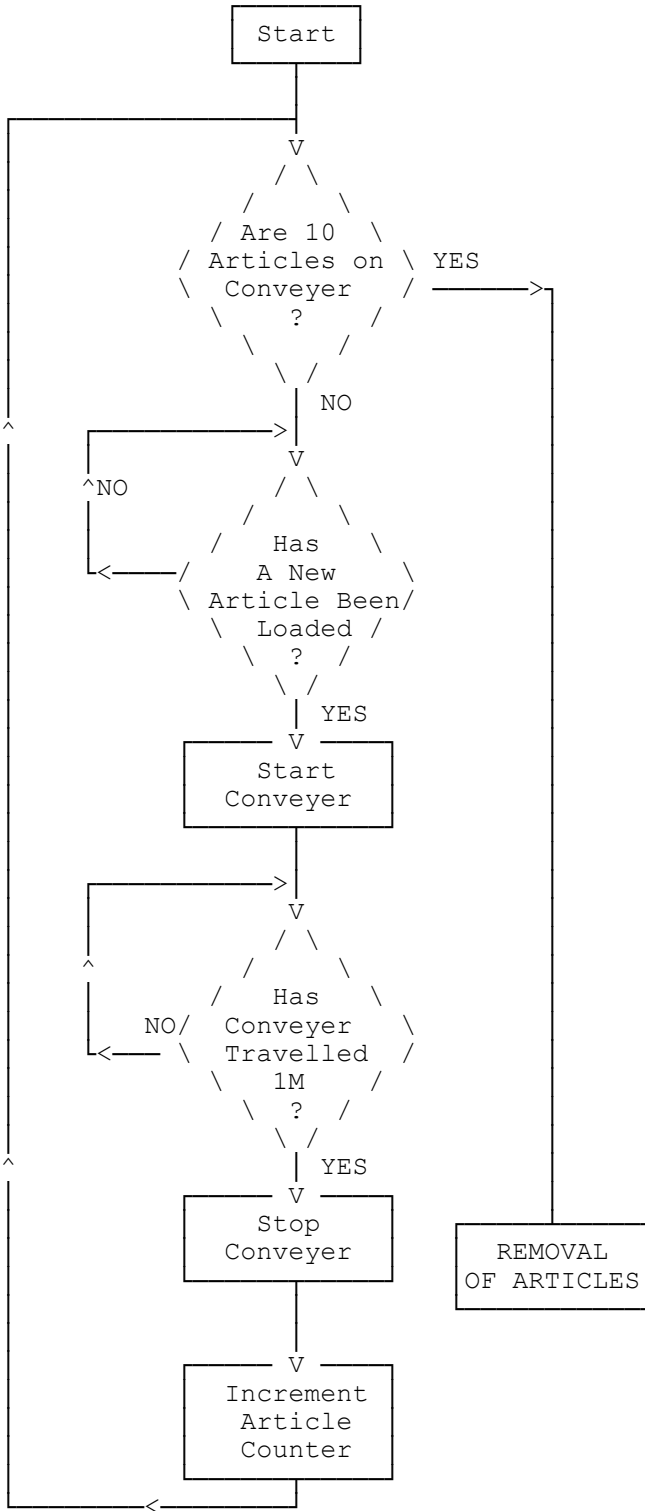 Start
Are 10
Articles on
Conveyer
?
YES
NO
NO
Has
A New
Article Been
Loaded
?
YES
Start
Conveyer
Has
NO
Conveyer
Travelled
1M
?
YES
Stop
Conveyer
REMOVAL
OF ARTICLES
Increment
Article
Counter